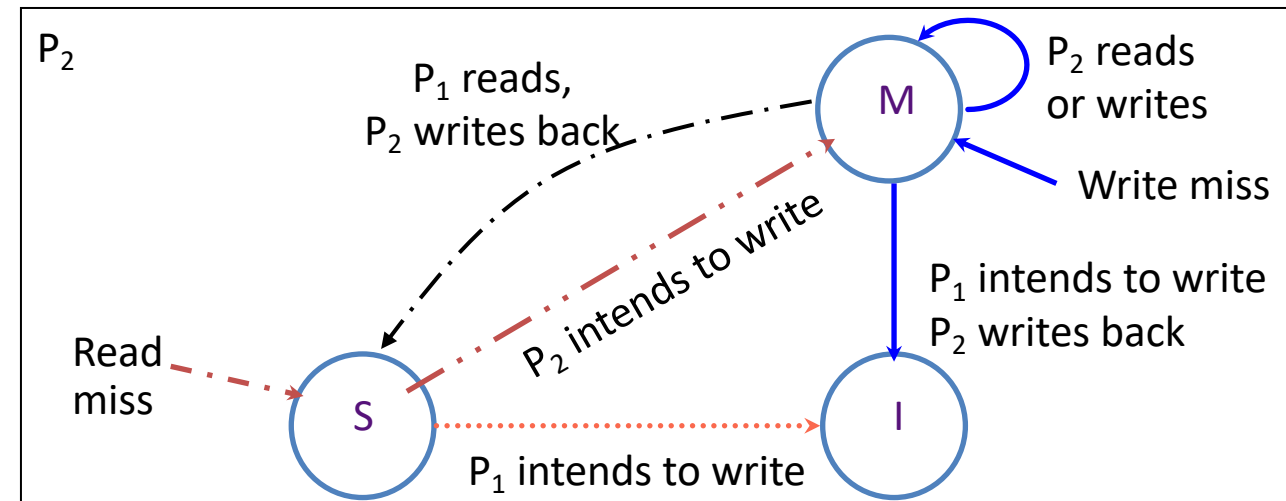 P₂
P₁ reads,
P₂ writes back
M
P₂ reads
or writes
Write miss
P₂ intends to write
P₁ intends to write
P₂ writes back
Read
miss
S
I
P₁ intends to write